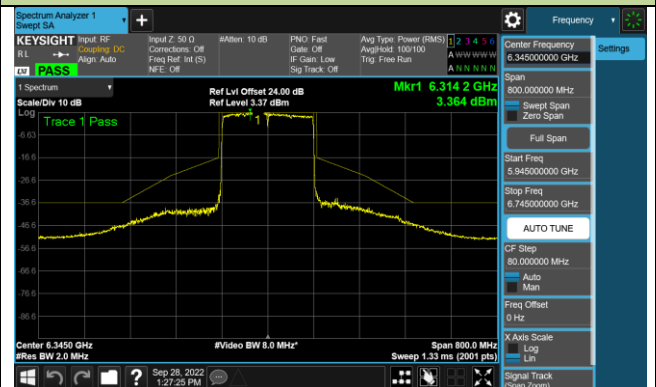 Spectrum Analyzer 1
Swept SA
Frequency
KEYSIGHT
RL
LXI
PASS
Input: RF
Coupling: DC
Align: Auto
Input Z: 50 Ω
Corrections: Off
Freq Ref: Int (S)
NFE: Off
#Atten: 10 dB
PNO: Fast
Gate: Off
IF Gain: Low
Sig Track: Off
Avg Type: Power (RMS)
Avg|Hold: 100/100
Trig: Free Run
1 2 3 4 5 6
A W W W W W
A N N N N N
1 Spectrum
Scale/Div 10 dB
Ref Lvl Offset 24.00 dB
Ref Level 3.37 dBm
Mkr1 6.314 2 GHz
3.364 dBm
Log
Trace 1 Pass
1
-6.63
-16.6
-26.6
-36.6
-46.6
-56.6
-66.6
-76.6
-86.6
Center 6.3450 GHz
#Res BW 2.0 MHz
#Video BW 8.0 MHz*
Span 800.0 MHz
Sweep 1.33 ms (2001 pts)
Sep 28, 2022
1:27:25 PM
Center Frequency
6.345000000 GHz
Settings
Span
800.000000 MHz
Swept Span
Zero Span
Full Span
Start Freq
5.945000000 GHz
Stop Freq
6.745000000 GHz
AUTO TUNE
CF Step
80.000000 MHz
Auto
Man
Freq Offset
0 Hz
X Axis Scale
Log
Lin
Signal Track
(Span Zoom)